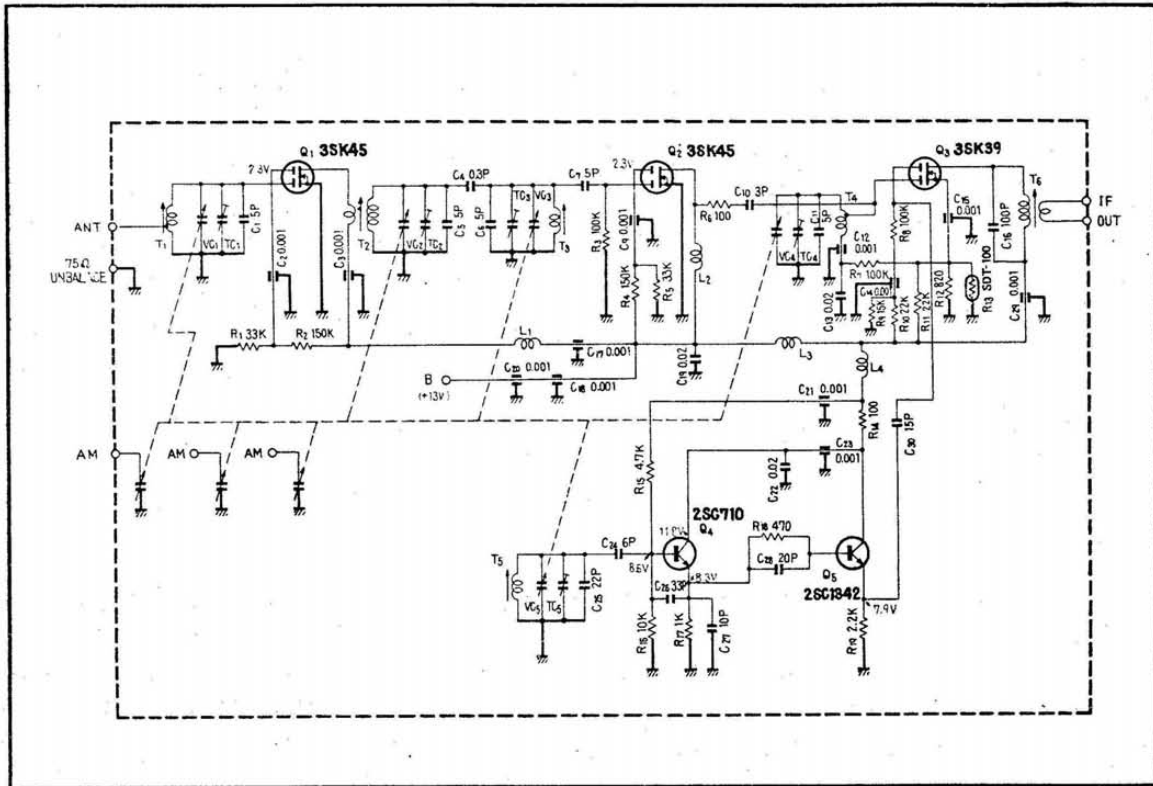 Q1 3SK45
Q2 3SK45
Q3 3SK39
2.3V
C4 0.3P
C7 5P
C10 3P
R6 100
T4
T6
IF
OUT
ANT
T1
VC1
TC1
C1 5P
C2 0.001
C3 0.001
T2
VC2
TC2
C5 5P
C6 5P
TC3
VC3
T3
R3 100K
C9 0.001
R4 150K
R5 33K
L2
VC4
TC4
C11 5P
C12 0.001
R7 100K
C13 0.02
R8 100K
C14 0.001
R9 15K
R10 22K
R11 22K
R12 820
C15 0.001
R13 SDT-100
C16 100P
C29 0.001
75Ω
UNBALANCE
R1 33K
R2 150K
L1
C17 0.001
C19 0.02
L3
L4
B
(+13V)
C20 0.001
C18 0.001
C21 0.001
R14 100
C30 15P
AM
AM
AM
R15 4.7K
C22 0.02
C23
0.001
2SC710
Q4
R18 470
C28 20P
Q5
2SC1342
T5
VC5
TC5
C25 22P
C24 6P
8.6V
8.3V
C26 33P
R16 10K
R17 1K
C27 10P
7.9V
R19 2.2K